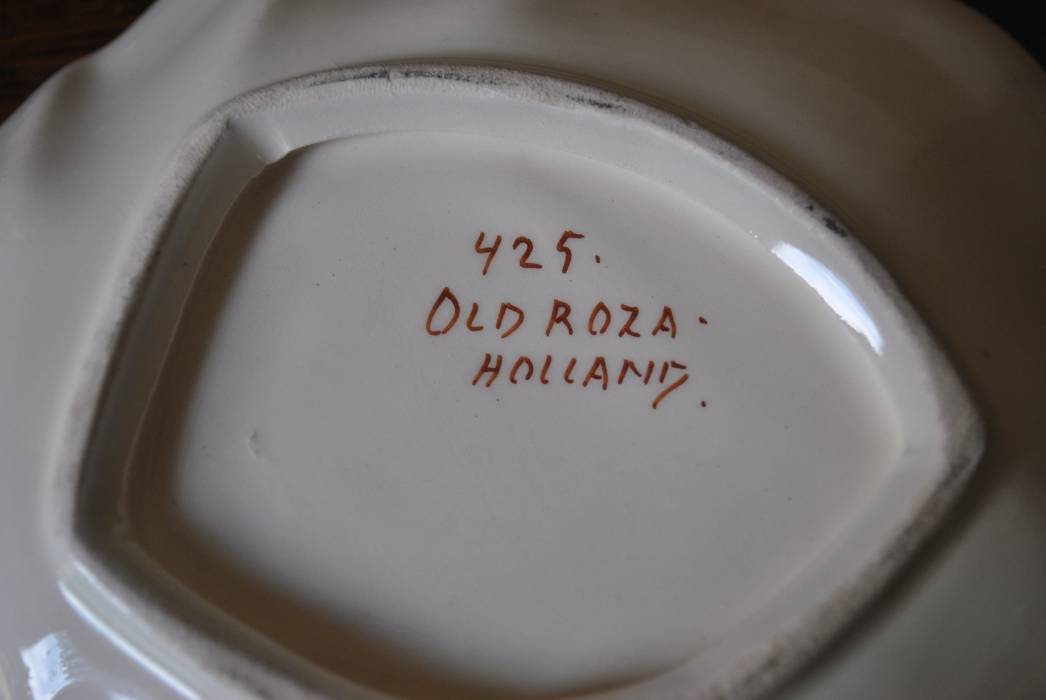 425.
OLD ROZA.
HOLLAND.